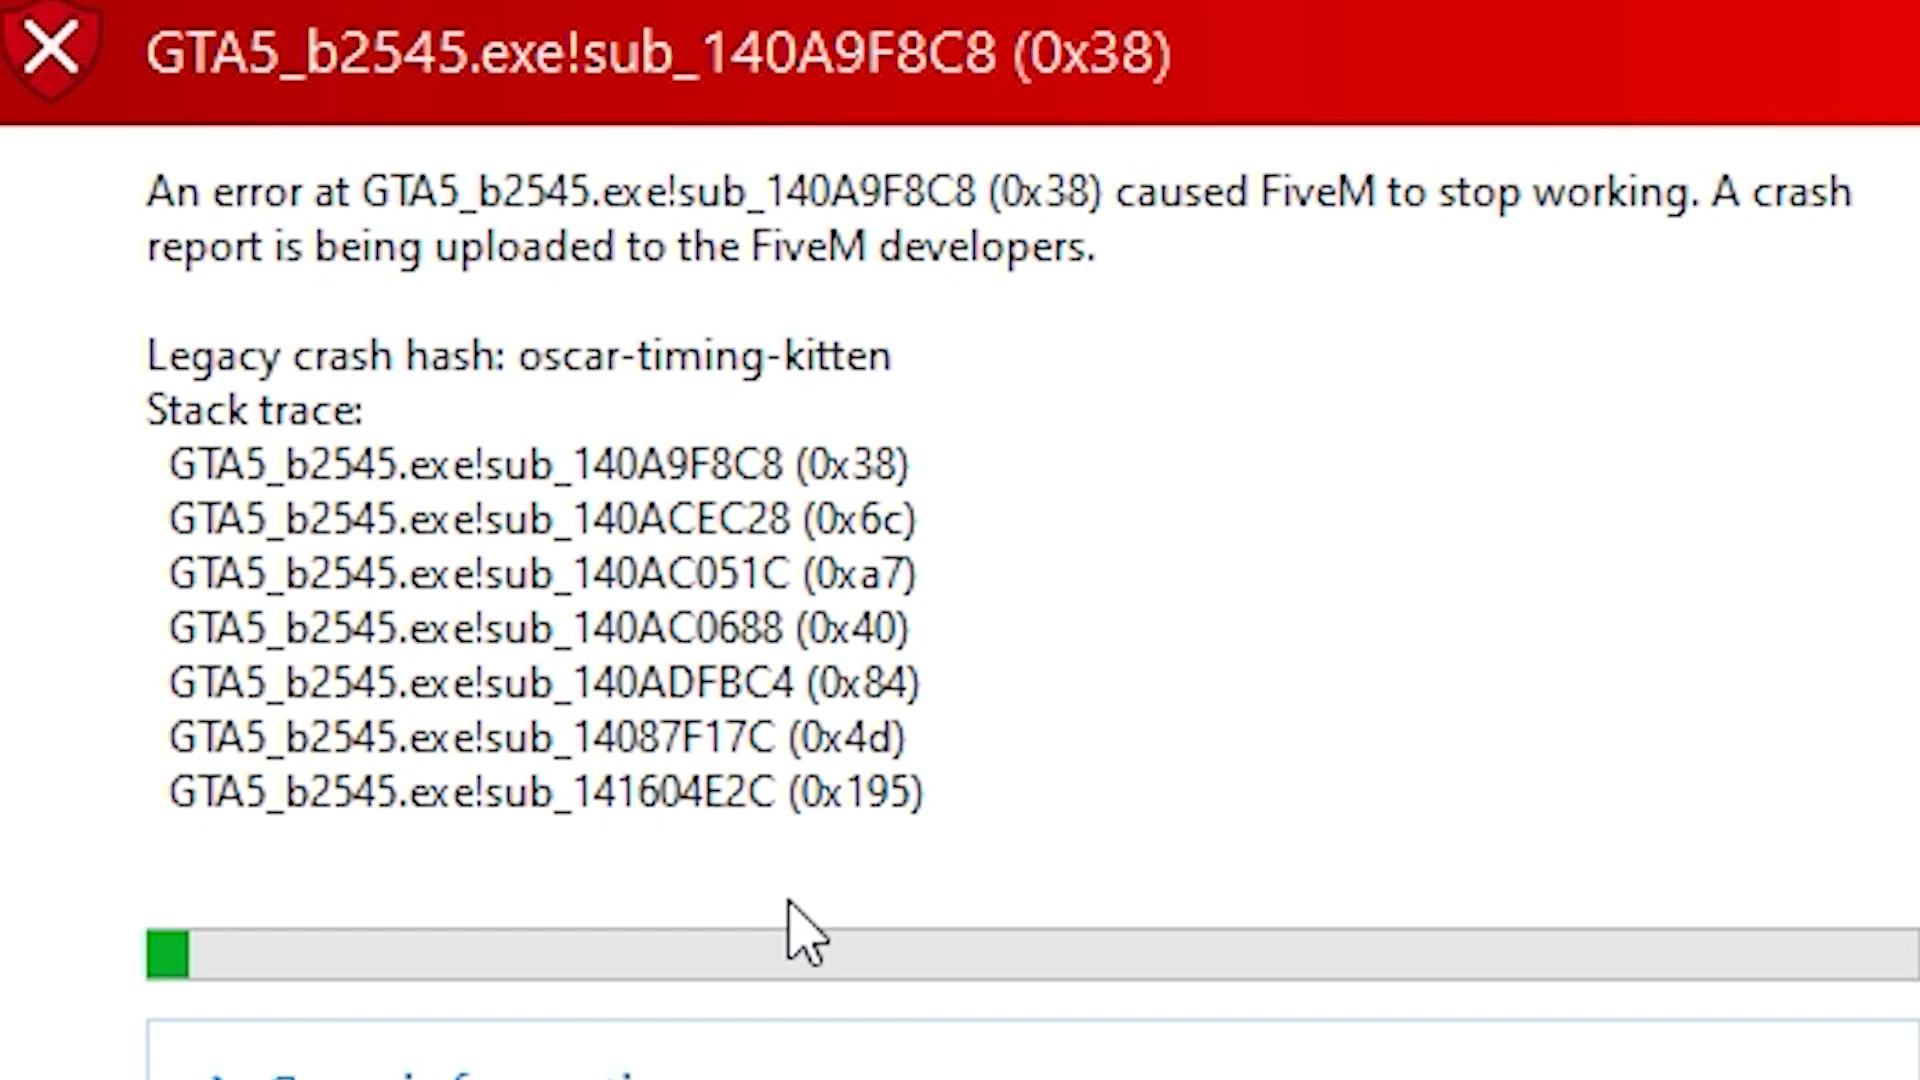 GTA5_b2545.exe!sub_140A9F8C8 (0x38)
An error at GTA5_b2545.exe!sub_140A9F8C8 (0x38) caused FiveM to stop working. A crash
report is being uploaded to the FiveM developers.
Legacy crash hash: oscar-timing-kitten
Stack trace:
GTA5_b2545.exe!sub_140A9F8C8 (0x38)
GTA5_b2545.exe!sub_140ACEC28 (0x6c)
GTA5_b2545.exe!sub_140AC051C (0xa7)
GTA5_b2545.exe!sub_140AC0688 (0x40)
GTA5_b2545.exe!sub_140ADFBC4 (0x84)
GTA5_b2545.exe!sub_14087F17C (0x4d)
GTA5_b2545.exe!sub_141604E2C (0x195)